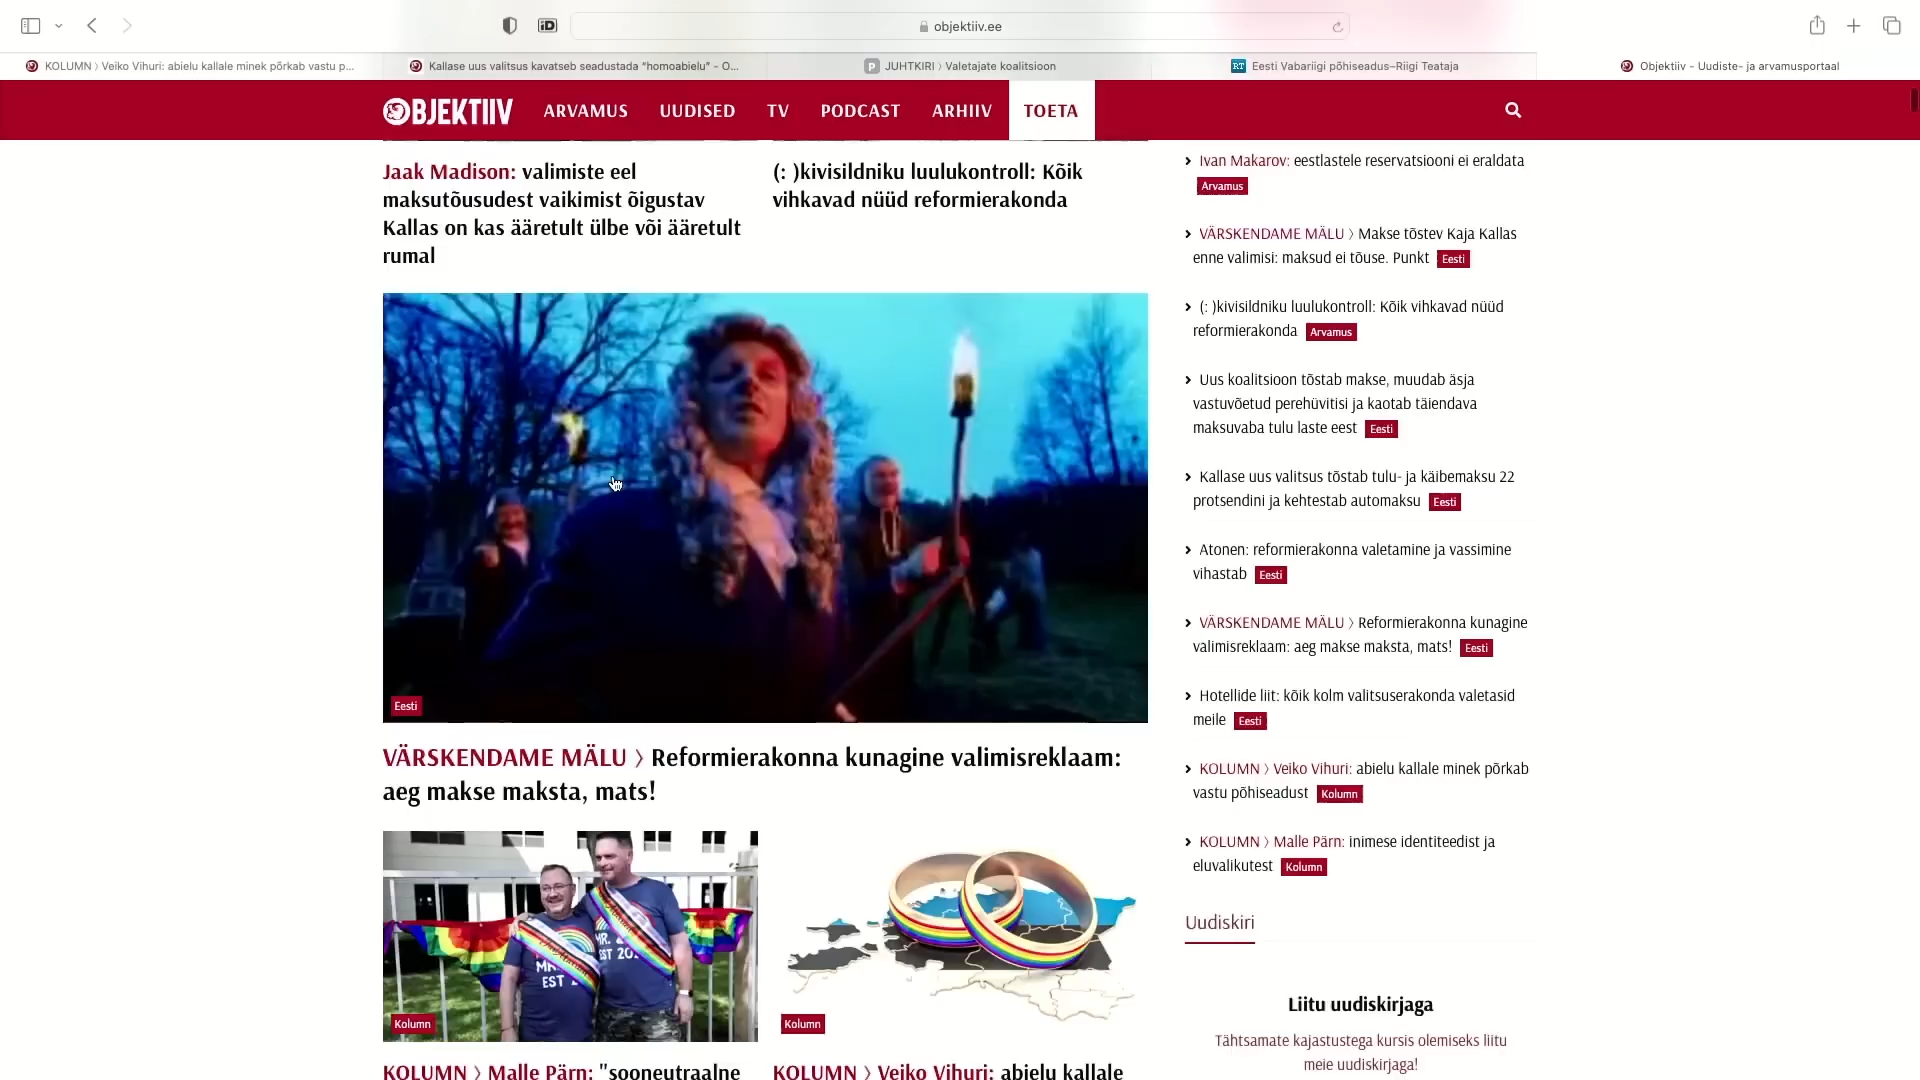 objektiiv.ee
KOLUMN 〉 Veiko Vihuri: abielu kallale minek põrkab vastu p...
Kallase uus valitsus kavatseb seadustada "homoabielu" - O...
JUHTKIRI 〉 Valetajate koalitsioon
Eesti Vabariigi põhiseadus–Riigi Teataja
Objektiiv - Uudiste- ja arvamusportaal
OBJEKTIIV
ARVAMUS
UUDISED
TV
PODCAST
ARHIIV
TOETA
Jaak Madison: valimiste eel
maksutõusudest vaikimist õigustav
Kallas on kas ääretult ülbe või ääretult
rumal
(: )kivisildniku luulukontroll: Kõik
vihkavad nüüd reformierakonda
Eesti
VÄRSKENDAME MÄLU 〉 Reformierakonna kunagine valimisreklaam:
aeg makse maksta, mats!
Kolumn
KOLUMN 〉 Malle Pärn: "sooneutraalne
Kolumn
KOLUMN 〉 Veiko Vihuri: abielu kallale
Ivan Makarov: eestlastele reservatsiooni ei eraldata
Arvamus
VÄRSKENDAME MÄLU 〉 Makse tõstev Kaja Kallas
enne valimisi: maksud ei tõuse. Punkt Eesti
(: )kivisildniku luulukontroll: Kõik vihkavad nüüd
reformierakonda Arvamus
Uus koalitsioon tõstab makse, muudab äsja
vastuvõetud perehüvitisi ja kaotab täiendava
maksuvaba tulu laste eest Eesti
Kallase uus valitsus tõstab tulu- ja käibemaksu 22
protsendini ja kehtestab automaksu Eesti
Atonen: reformierakonna valetamine ja vassimine
vihastab Eesti
VÄRSKENDAME MÄLU 〉 Reformierakonna kunagine
valimisreklaam: aeg makse maksta, mats! Eesti
Hotellide liit: kõik kolm valitsuserakonda valetasid
meile Eesti
KOLUMN 〉 Veiko Vihuri: abielu kallale minek põrkab
vastu põhiseadust Kolumn
KOLUMN 〉 Malle Pärn: inimese identiteedist ja
eluvalikutest Kolumn
Uudiskiri
Liitu uudiskirjaga
Tähtsamate kajastustega kursis olemiseks liitu
meie uudiskirjaga!